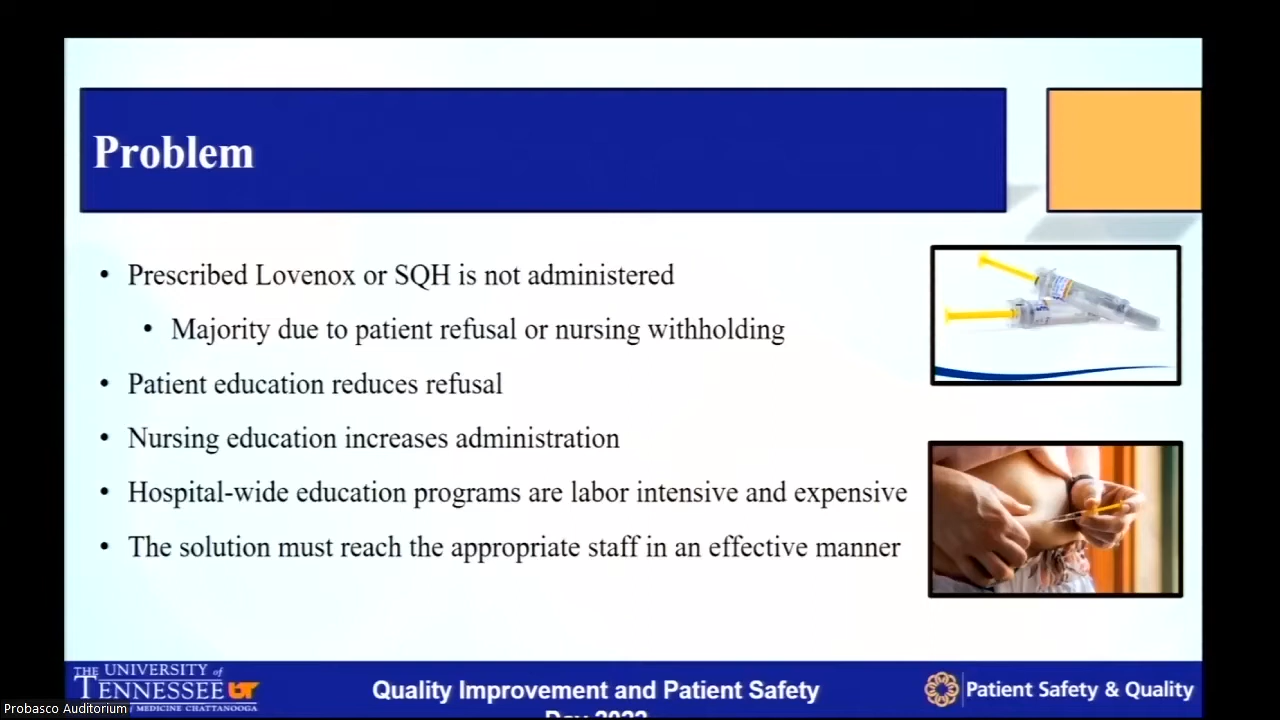 Problem
• Prescribed Lovenox or SQH is not administered
• Majority due to patient refusal or nursing withholding
• Patient education reduces refusal
• Nursing education increases administration
• Hospital-wide education programs are labor intensive and expensive
• The solution must reach the appropriate staff in an effective manner
THE UNIVERSITY of
TENNESSEE UT
MEDICINE CHATTANOOGA
Probasco Auditorium
Quality Improvement and Patient Safety
Patient Safety & Quality